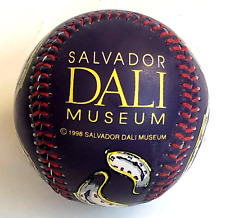 SALVADOR
DALI
MUSEUM
© 1998 SALVADOR DALI MUSEUM